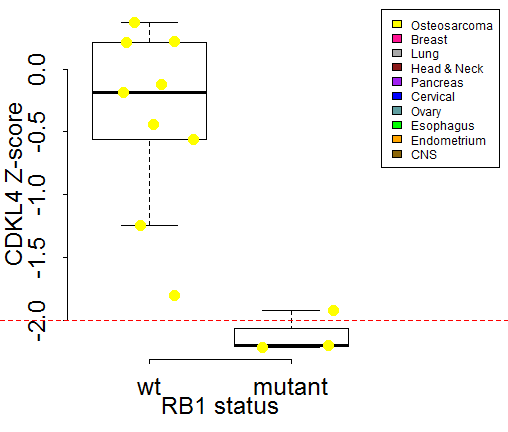 CDKL4 Z-score
0.0
-0.5
-1.0
-1.5
-2.0
wt
mutant
RB1 status
Osteosarcoma
Breast
Lung
Head & Neck
Pancreas
Cervical
Ovary
Esophagus
Endometrium
CNS